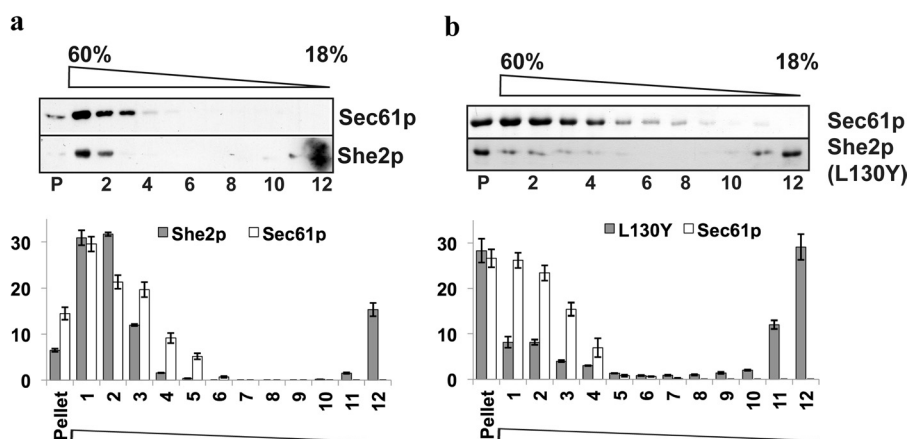 a
60% 18%
Sec61p
She2p
P 2 4 6 8 10 12
She2p Sec61p
30
20
10
0
Pellet 1 2 3 4 5 6 7 8 9 10 11 12
b
60% 18%
Sec61p
She2p
(L130Y)
P 2 4 6 8 10 12
L130Y Sec61p
30
20
10
0
Pellet 1 2 3 4 5 6 7 8 9 10 11 12